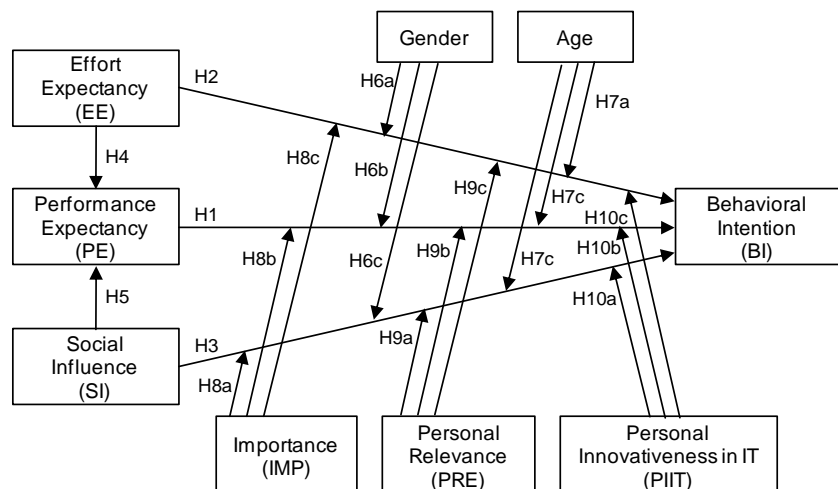 Gender
Age
Effort
Expectancy
(EE)
H2
H6a
H7a
H4
H8c
H6b
H9c
H7c
Performance
Expectancy
(PE)
H1
H10c
Behavioral
Intention
(BI)
H8b
H6c
H9b
H7c
H10b
H5
H10a
Social
Influence
(SI)
H3
H8a
H9a
Importance
(IMP)
Personal
Relevance
(PRE)
Personal
Innovativeness in IT
(PIIT)